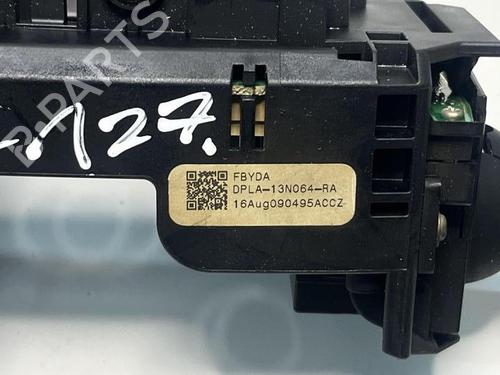 B-PARTS
-127.
FBYDA
DPLA-13N064-RA
16Aug090495ACCZ